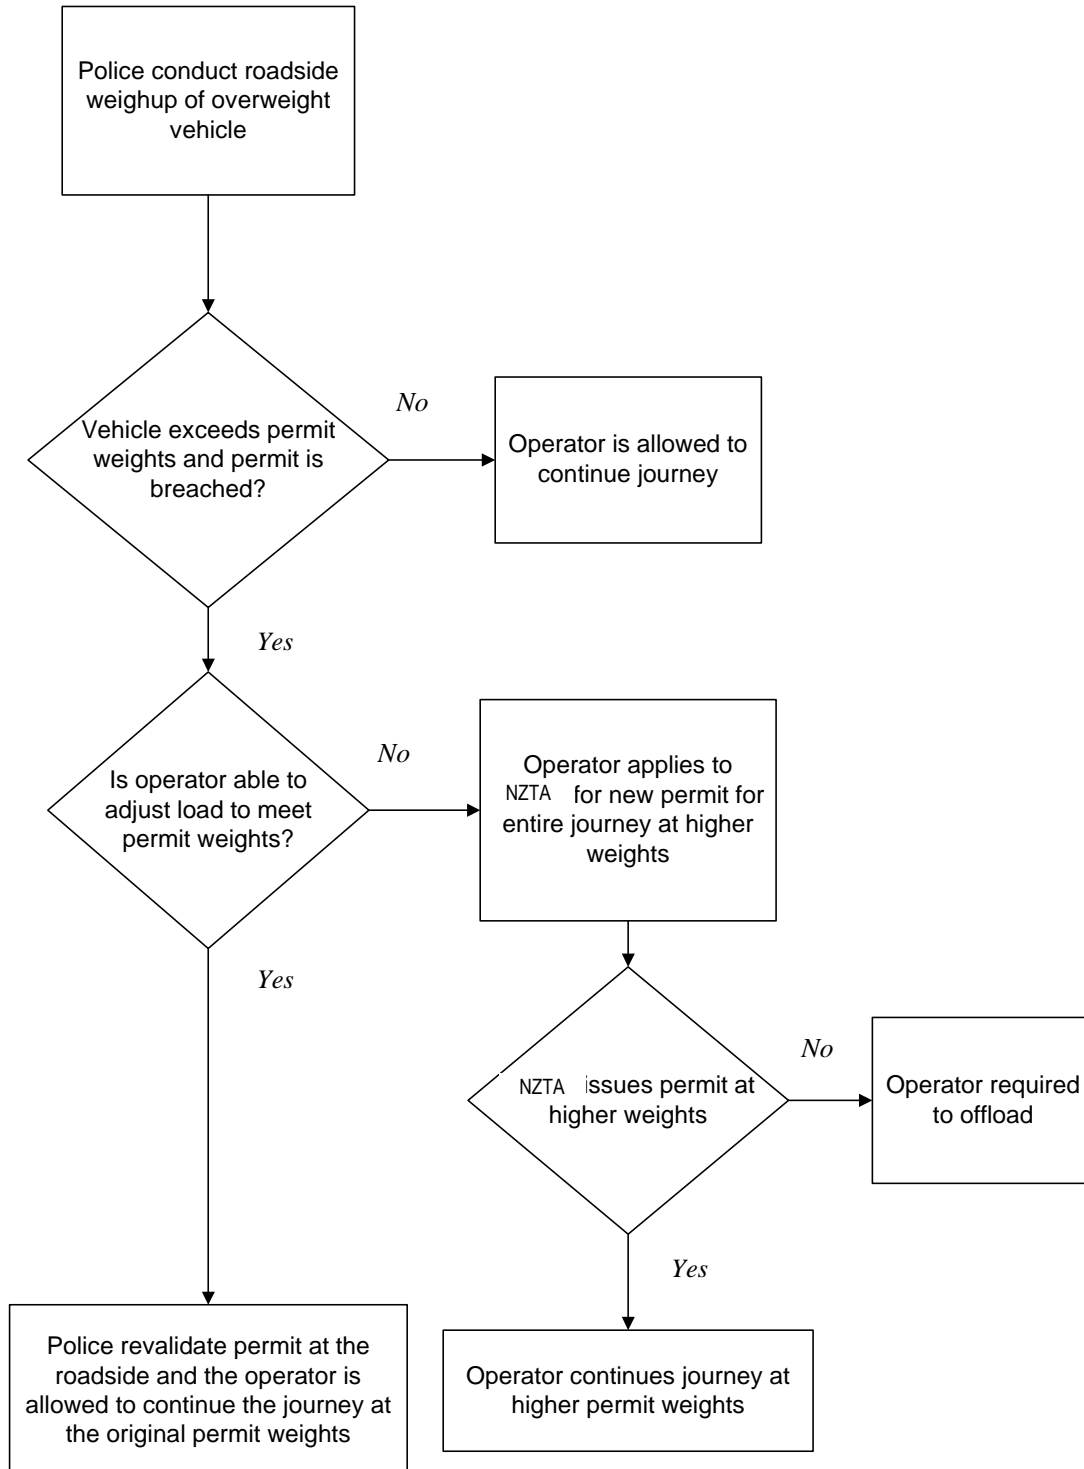 Police conduct roadside
weighup of overweight
vehicle
No
Vehicle exceeds permit
weights and permit is
breached?
Operator is allowed to
continue journey
Yes
No
Is operator able to
adjust load to meet
permit weights?
Operator applies to
NZTA for new permit for
entire journey at higher
weights
Yes
No
NZTA issues permit at
higher weights
Operator required
to offload
Yes
Police revalidate permit at the
roadside and the operator is
allowed to continue the journey at
the original permit weights
Operator continues journey at
higher permit weights